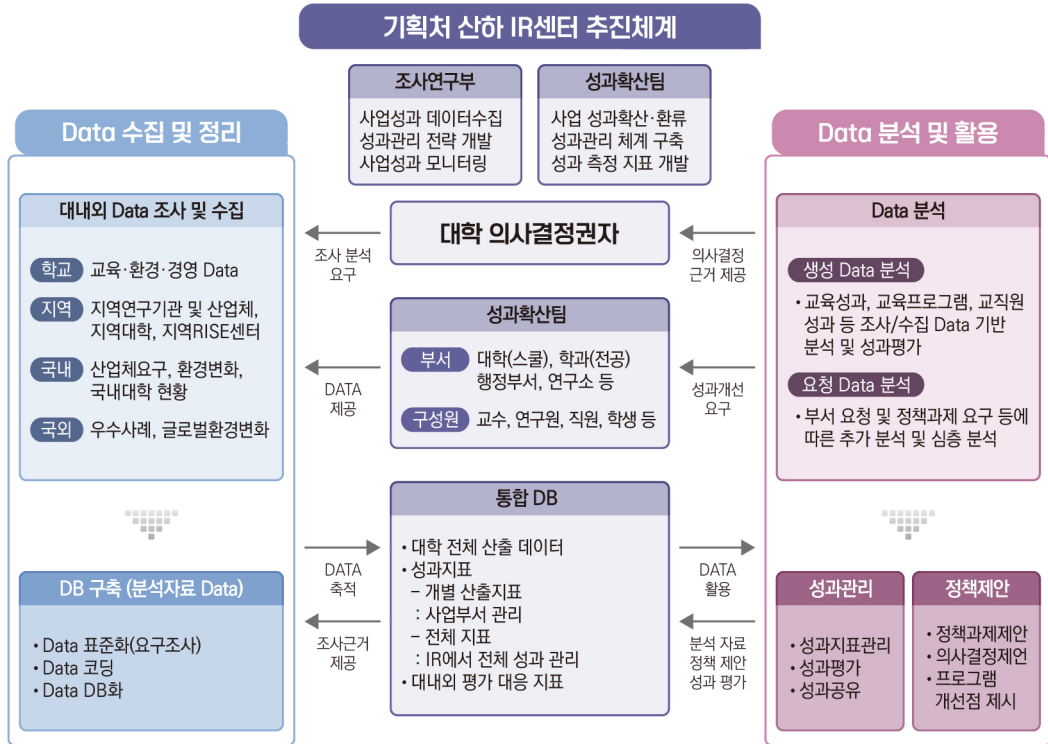 기획처 산하 IR센터 추진체계
조사연구부
사업성과 데이터수집
성과관리 전략 개발
사업성과 모니터링
성과확산팀
사업 성과확산·환류
성과관리 체계 구축
성과 측정 지표 개발
Data 수집 및 정리
대내외 Data 조사 및 수집
학교 교육·환경·경영 Data
지역 지역연구기관 및 산업체,
지역대학, 지역RISE센터
국내 산업체요구, 환경변화,
국내대학 현황
국외 우수사례, 글로벌환경변화
DB 구축 (분석자료 Data)
• Data 표준화(요구조사)
• Data 코딩
• Data DB화
조사 분석
요구
대학 의사결정권자
의사결정
근거 제공
DATA
제공
성과확산팀
부서 대학(스쿨), 학과(전공)
행정부서, 연구소 등
구성원 교수, 연구원, 직원, 학생 등
성과개선
요구
DATA
축적
조사근거
제공
통합 DB
• 대학 전체 산출 데이터
• 성과지표
– 개별 산출지표
: 사업부서 관리
– 전체 지표
: IR에서 전체 성과 관리
• 대내외 평가 대응 지표
DATA
활용
분석 자료
정책 제안
성과 평가
Data 분석 및 활용
Data 분석
생성 Data 분석
• 교육성과, 교육프로그램, 교직원
성과 등 조사/수집 Data 기반
분석 및 성과평가
요청 Data 분석
• 부서 요청 및 정책과제 요구 등에
따른 추가 분석 및 심층 분석
성과관리
• 성과지표관리
• 성과평가
• 성과공유
정책제안
• 정책과제제안
• 의사결정제언
• 프로그램
개선점 제시